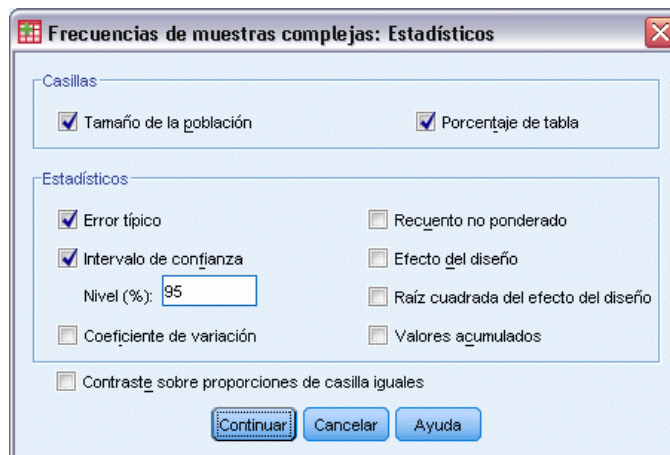 Frecuencias de muestras complejas: Estadísticos
Casillas
Tamaño de la población
Porcentaje de tabla
Estadísticos
Error típico
Recuento no ponderado
Intervalo de confianza
Efecto del diseño
Nivel (%): 95
Raíz cuadrada del efecto del diseño
Coeficiente de variación
Valores acumulados
Contraste sobre proporciones de casilla iguales
Continuar Cancelar Ayuda